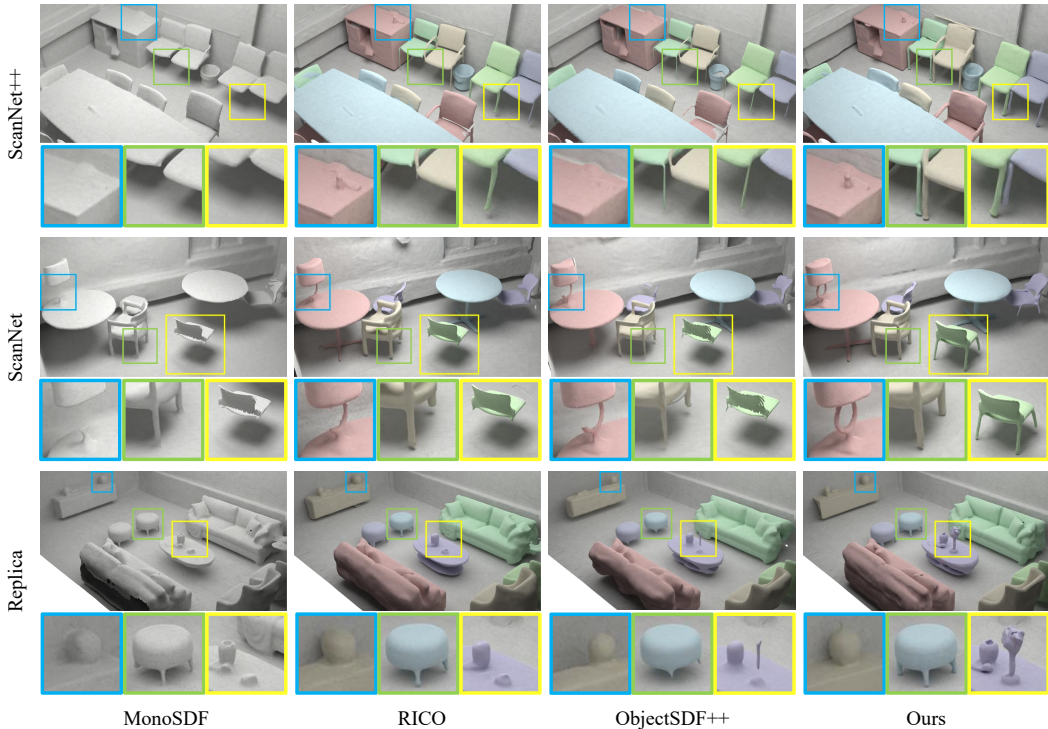 ScanNet++
ScanNet
Replica
MonoSDF
RICO
ObjectSDF++
Ours